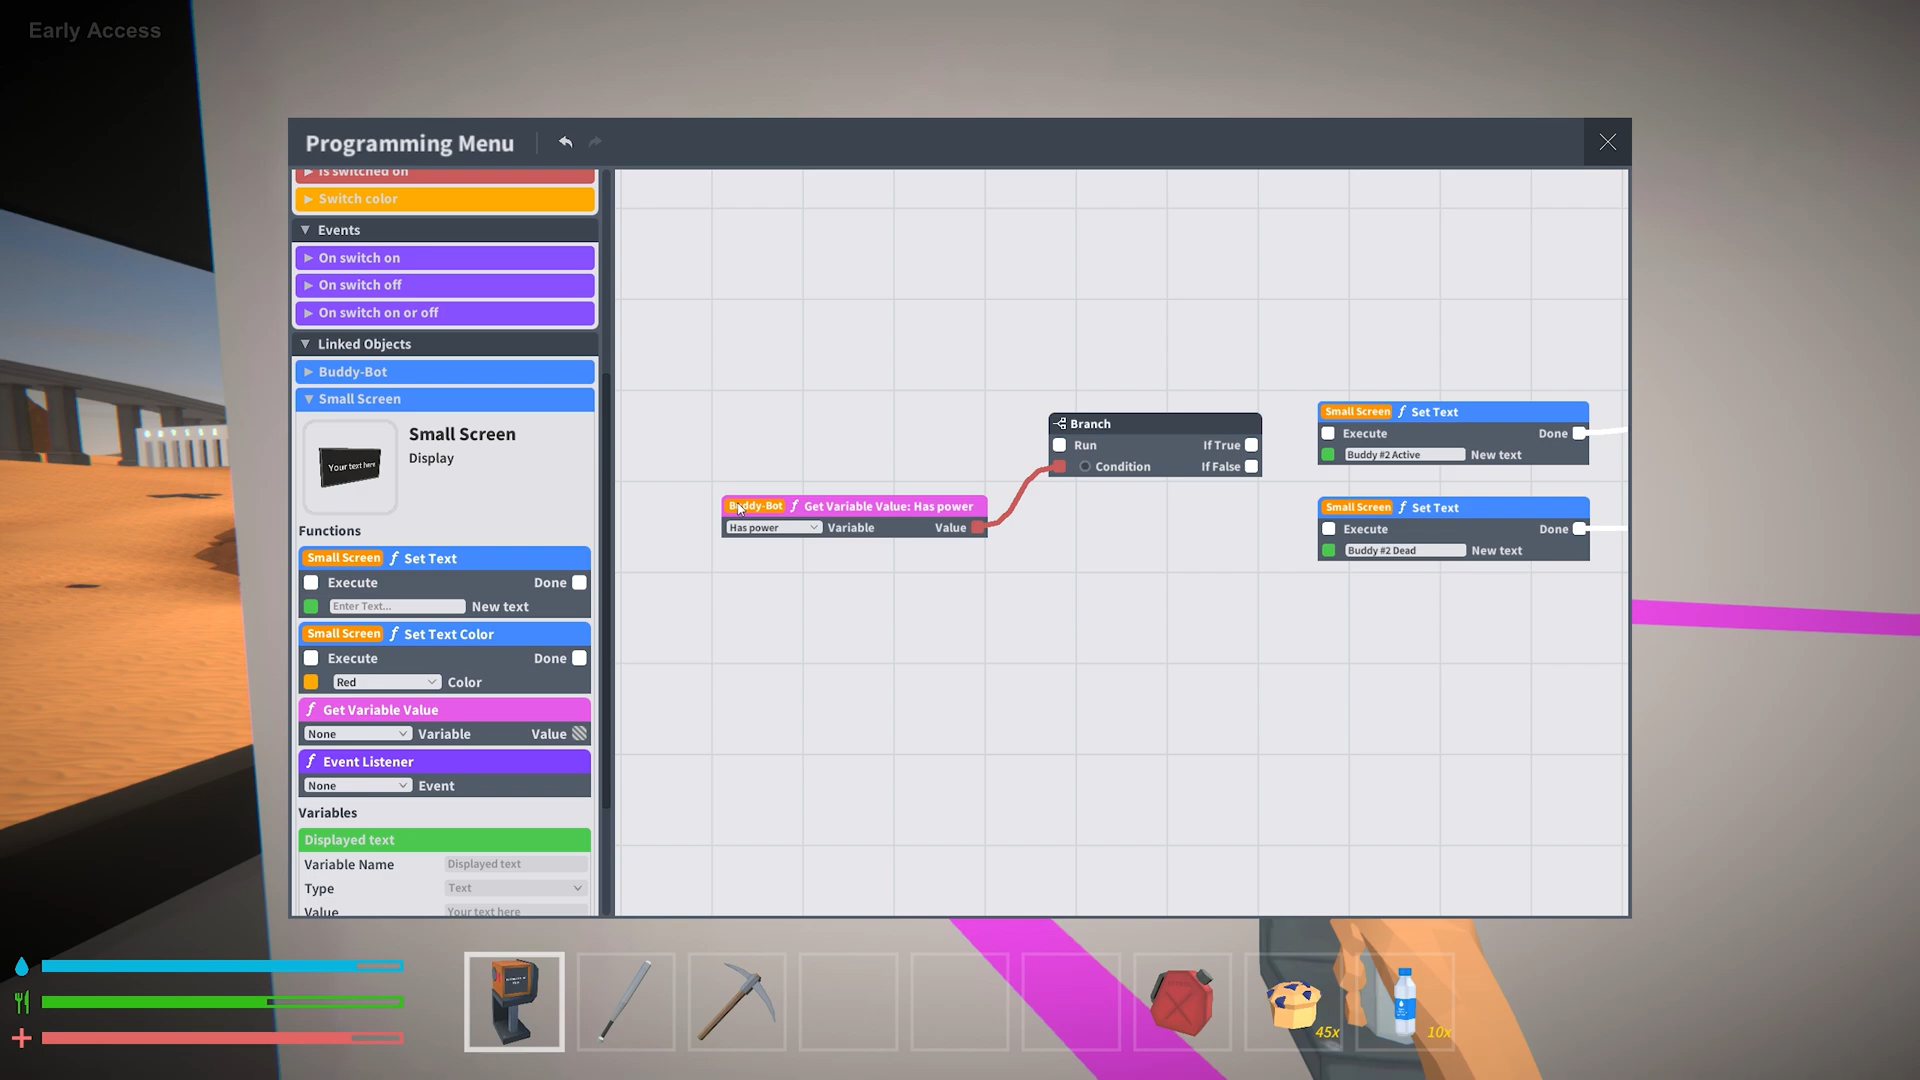 Early Access
Programming Menu
Is switched on
Switch color
Events
On switch on
On switch off
On switch on or off
Linked Objects
Buddy-Bot
Small Screen
Your text here
Small Screen
Display
Functions
Small Screen f Set Text
Execute Done
Enter Text... New text
Small Screen f Set Text Color
Execute Done
Red Color
f Get Variable Value
None Variable Value
f Event Listener
None Event
Variables
Displayed text
Variable Name Displayed text
Type Text
Value Your text here
Buddy-Bot f Get Variable Value: Has power
Has power Variable Value
Branch
Run If True
Condition If False
Small Screen f Set Text
Execute Done
Buddy #2 Active New text
Small Screen f Set Text
Execute Done
Buddy #2 Dead New text
45x
10x